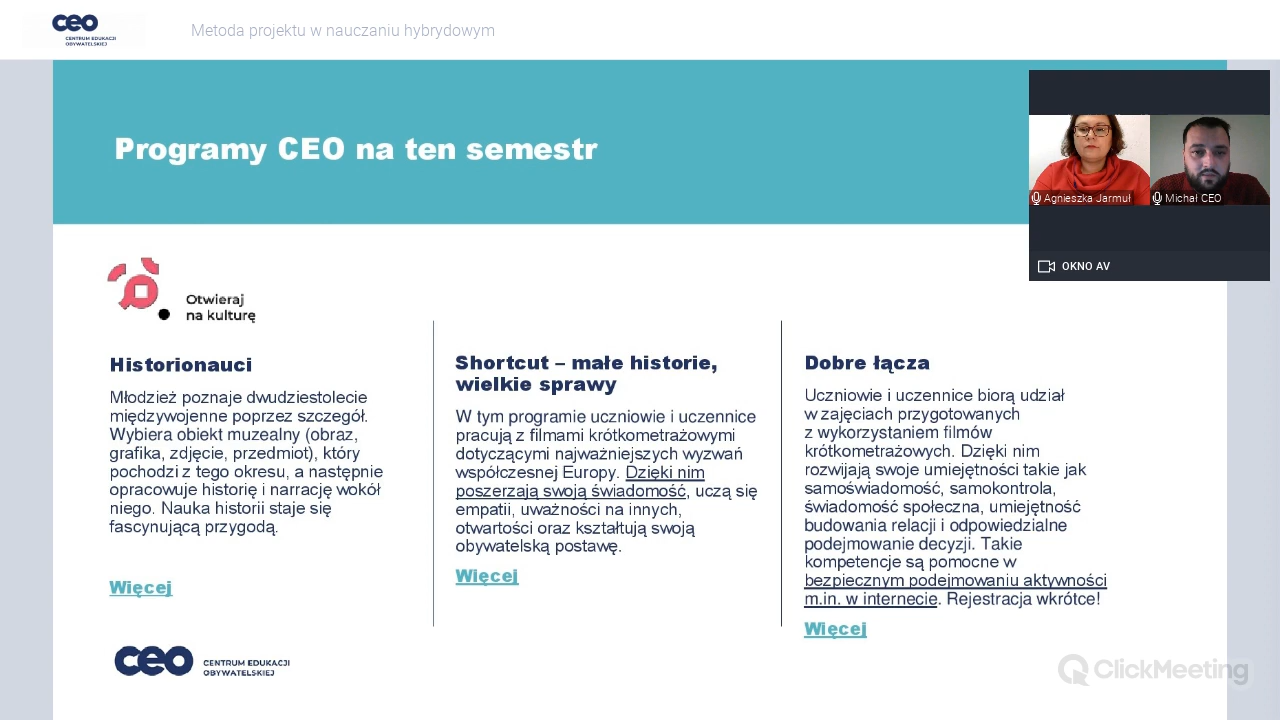 ceo
CENTRUM EDUKACJI
OBYWATELSKIEJ
Metoda projektu w nauczaniu hybrydowym
Programy CEO na ten semestr
Agnieszka Jarmuł
Michał CEO
OKNO AV
Otwieraj
na kulturę
Historionauci
Młodzież poznaje dwudziestolecie
międzywojenne poprzez szczegół.
Wybiera obiekt muzealny (obraz,
grafika, zdjęcie, przedmiot), który
pochodzi z tego okresu, a następnie
opracowuje historię i narrację wokół
niego. Nauka historii staje się
fascynującą przygodą.
Więcej
Shortcut – małe historie,
wielkie sprawy
W tym programie uczniowie i uczennice
pracują z filmami krótkometrażowymi
dotyczącymi najważniejszych wyzwań
współczesnej Europy. Dzięki nim
poszerzają swoją świadomość, uczą się
empatii, uważności na innych,
otwartości oraz kształtują swoją
obywatelską postawę.
Więcej
Dobre łącza
Uczniowie i uczennice biorą udział
w zajęciach przygotowanych
z wykorzystaniem filmów
krótkometrażowych. Dzięki nim
rozwijają swoje umiejętności takie jak
samoświadomość, samokontrola,
świadomość społeczna, umiejętność
budowania relacji i odpowiedzialne
podejmowanie decyzji. Takie
kompetencje są pomocne w
bezpiecznym podejmowaniu aktywności
m.in. w internecie. Rejestracja wkrótce!
Więcej
ceo
CENTRUM EDUKACJI
OBYWATELSKIEJ
ClickMeeting